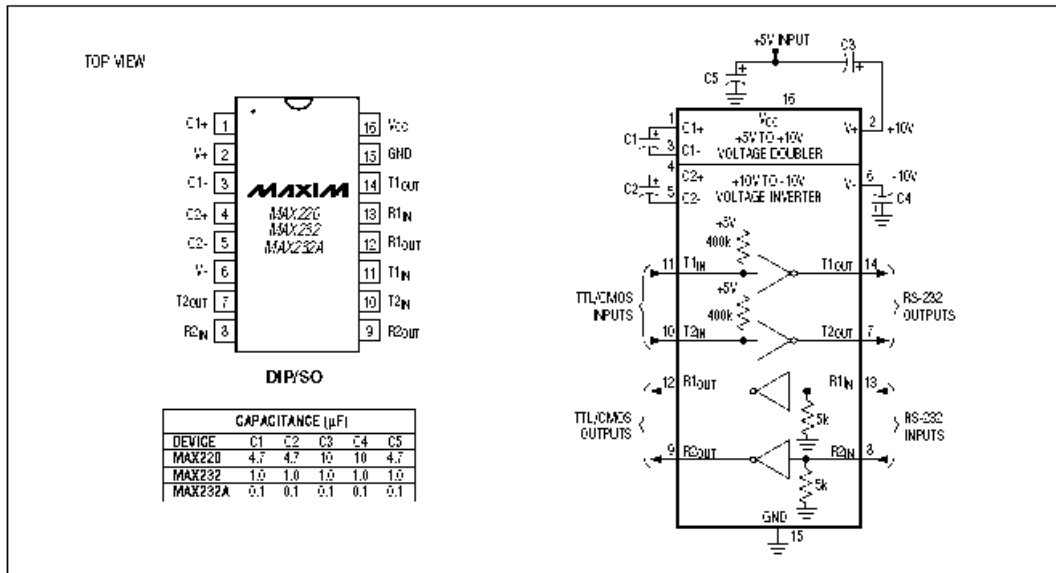 TOP VIEW
C1+ 1
V+ 2
C1- 3
C2+ 4
C2- 5
V- 6
T2OUT 7
R2IN 8
MAXIM
MAX220
MAX232
MAX232A
16 VCC
15 GND
14 T1OUT
13 R1IN
12 R1OUT
11 T1IN
10 T2IN
9 R2OUT
DIP/SO
CAPACITANCE (μF)
DEVICE C1 C2 C3 C4 C5
MAX220 4.7 4.7 10 10 4.7
MAX232 1.0 1.0 1.0 1.0 1.0
MAX232A 0.1 0.1 0.1 0.1 0.1
+5V INPUT
C3
C5
16
VCC
1 C1+
C1
3 C1-
+5V TO +10V
VOLTAGE DOUBLER
V+ 2 +10V
4 C2+
C2
5 C2-
+10V TO -10V
VOLTAGE INVERTER
V- 6 -10V
C4
+5V
400k
11 T1IN T1OUT 14
+5V
400k
TTL/CMOS
INPUTS
RS-232
OUTPUTS
10 T2IN T2OUT 7
12 R1OUT R1IN 13
5k
TTL/CMOS
OUTPUTS
RS-232
INPUTS
9 R2OUT R2IN 8
5k
GND
15